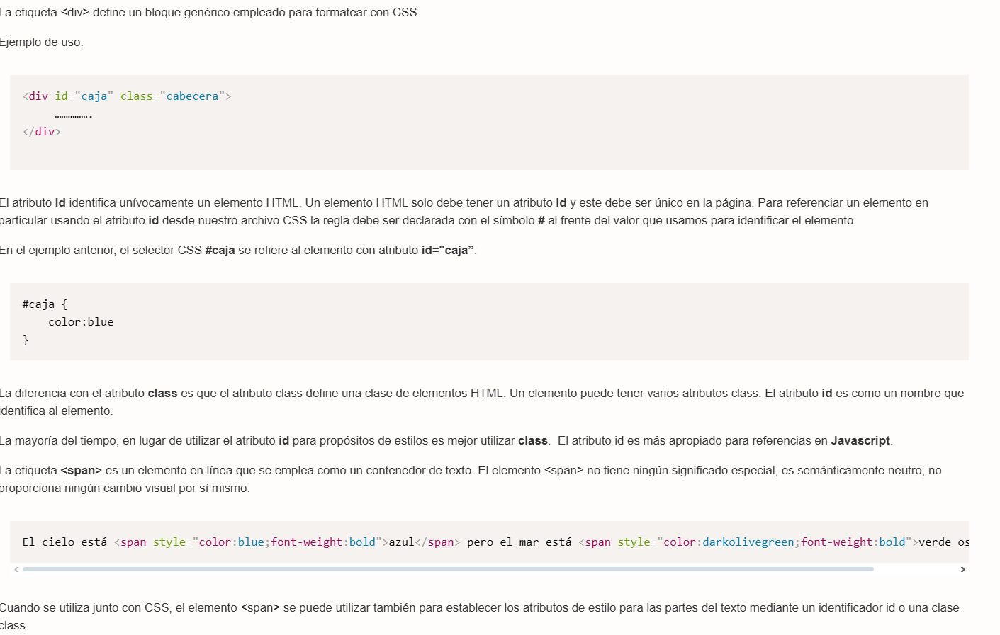 La etiqueta <div> define un bloque genérico empleado para formatear con CSS.
Ejemplo de uso:
<div id="caja" class="cabecera">
…………….
</div>
El atributo id identifica unívocamente un elemento HTML. Un elemento HTML solo debe tener un atributo id y este debe ser único en la página. Para referenciar un elemento en
particular usando el atributo id desde nuestro archivo CSS la regla debe ser declarada con el símbolo # al frente del valor que usamos para identificar el elemento.
En el ejemplo anterior, el selector CSS #caja se refiere al elemento con atributo id="caja”:
#caja {
color:blue
}
La diferencia con el atributo class es que el atributo class define una clase de elementos HTML. Un elemento puede tener varios atributos class. El atributo id es como un nombre que
identifica al elemento.
La mayoría del tiempo, en lugar de utilizar el atributo id para propósitos de estilos es mejor utilizar class.  El atributo id es más apropiado para referencias en Javascript.
La etiqueta <span> es un elemento en línea que se emplea como un contenedor de texto. El elemento <span> no tiene ningún significado especial, es semánticamente neutro, no
proporciona ningún cambio visual por sí mismo.
El cielo está <span style="color:blue;font-weight:bold">azul</span> pero el mar está <span style="color:darkolivegreen;font-weight:bold">verde os
Cuando se utiliza junto con CSS, el elemento <span> se puede utilizar también para establecer los atributos de estilo para las partes del texto mediante un identificador id o una clase
class.